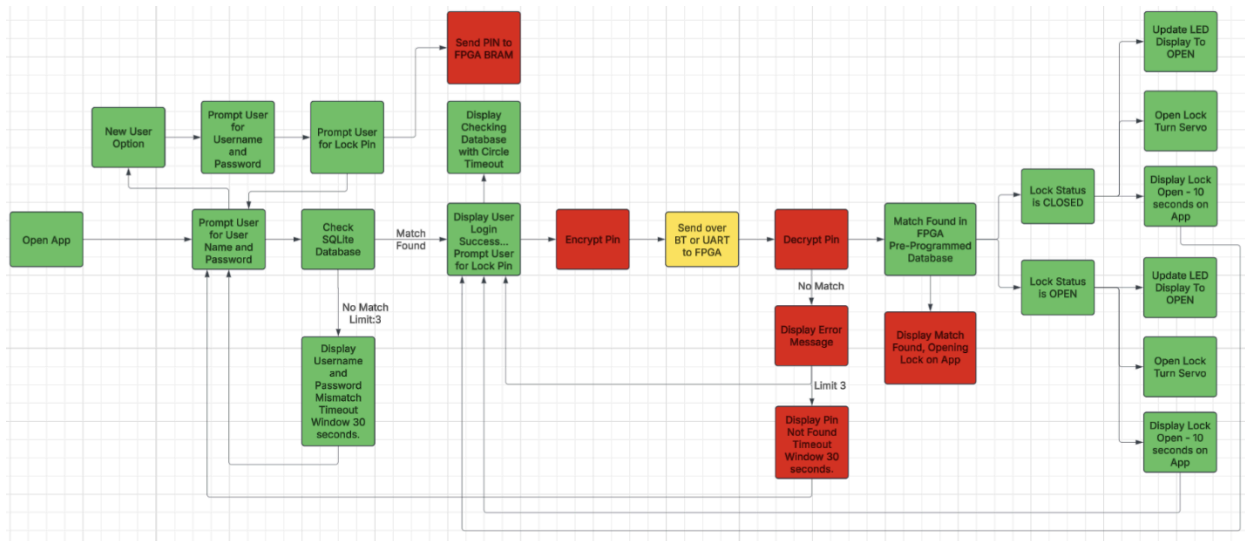 Send PIN to
FPGA BRAM
Update LED
Display To
OPEN
New User
Option
Prompt User
for
Username
and
Password
Prompt User
for Lock Pin
Display
Checking
Database
with Circle
Timeout
Open Lock
Turn Servo
Open App
Prompt User
for User
Name and
Password
Check
SQLite
Database
Match
Found
Display User
Login
Success...
Prompt User
for Lock Pin
Encrypt Pin
Send over
BT or UART
to FPGA
Decrypt Pin
Match Found in
FPGA
Pre-Programmed
Database
Lock Status
is CLOSED
Display Lock
Open - 10
seconds on
App
Lock Status
is OPEN
Update LED
Display To
OPEN
No Match
Limit:3
No Match
Display Error
Message
Display Match
Found, Opening
Lock on App
Open Lock
Turn Servo
Display
Username
and
Password
Mismatch
Timeout
Window 30
seconds.
Limit 3
Display Pin
Not Found
Timeout
Window 30
seconds.
Display Lock
Open - 10
seconds on
App